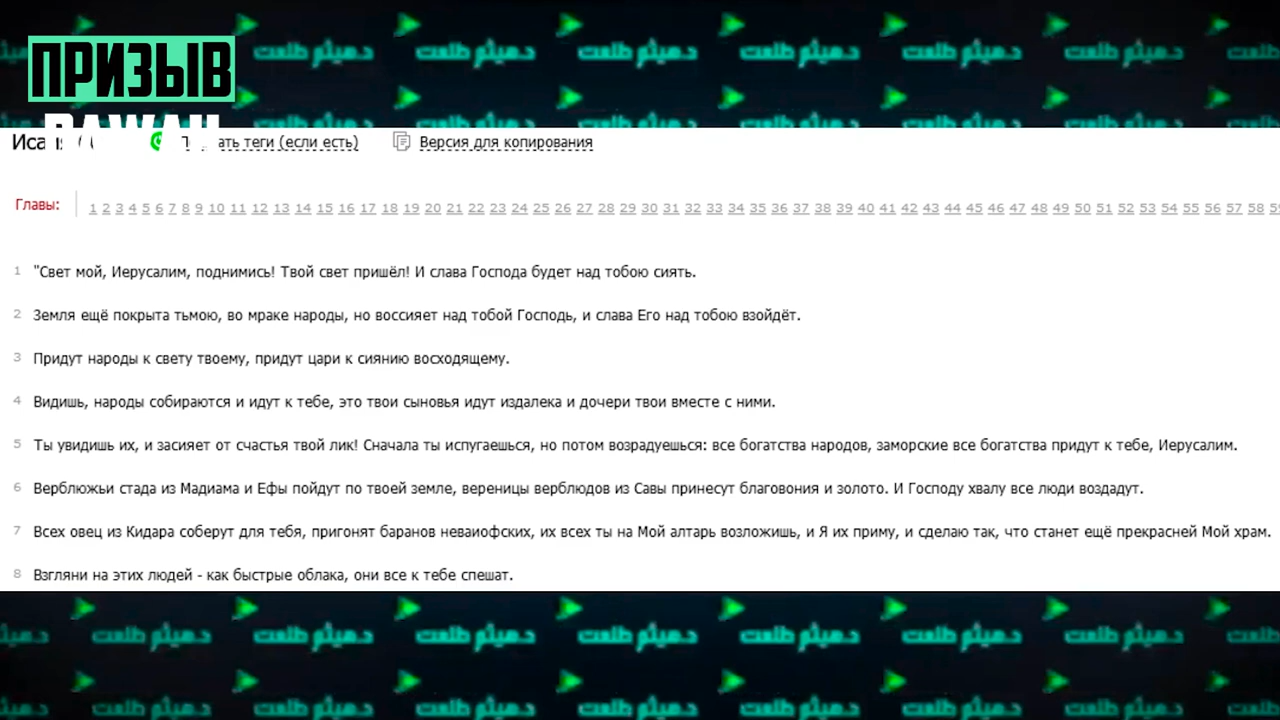 ПРИЗЫВ
DAWAH
Иса
ать теги (если есть)
Версия для копирования
Главы:
1 2 3 4 5 6 7 8 9 10 11 12 13 14 15 16 17 18 19 20 21 22 23 24 25 26 27 28 29 30 31 32 33 34 35 36 37 38 39 40 41 42 43 44 45 46 47 48 49 50 51 52 53 54 55 56 57 58
1 "Свет мой, Иерусалим, поднимись! Твой свет пришёл! И слава Господа будет над тобою сиять.
2 Земля ещё покрыта тьмою, во мраке народы, но воссияет над тобой Господь, и слава Его над тобою взойдёт.
3 Придут народы к свету твоему, придут цари к сиянию восходящему.
4 Видишь, народы собираются и идут к тебе, это твои сыновья идут издалека и дочери твои вместе с ними.
5 Ты увидишь их, и засияет от счастья твой лик! Сначала ты испугаешься, но потом возрадуешься: все богатства народов, заморские все богатства придут к тебе, Иерусалим.
6 Верблюжьи стада из Мадиама и Ефы пойдут по твоей земле, вереницы верблюдов из Савы принесут благовония и золото. И Господу хвалу все люди воздадут.
7 Всех овец из Кидара соберут для тебя, пригонят баранов неваиофских, их всех ты на Мой алтарь возложишь, и Я их приму, и сделаю так, что станет ещё прекрасней Мой храм.
8 Взгляни на этих людей - как быстрые облака, они все к тебе спешат.